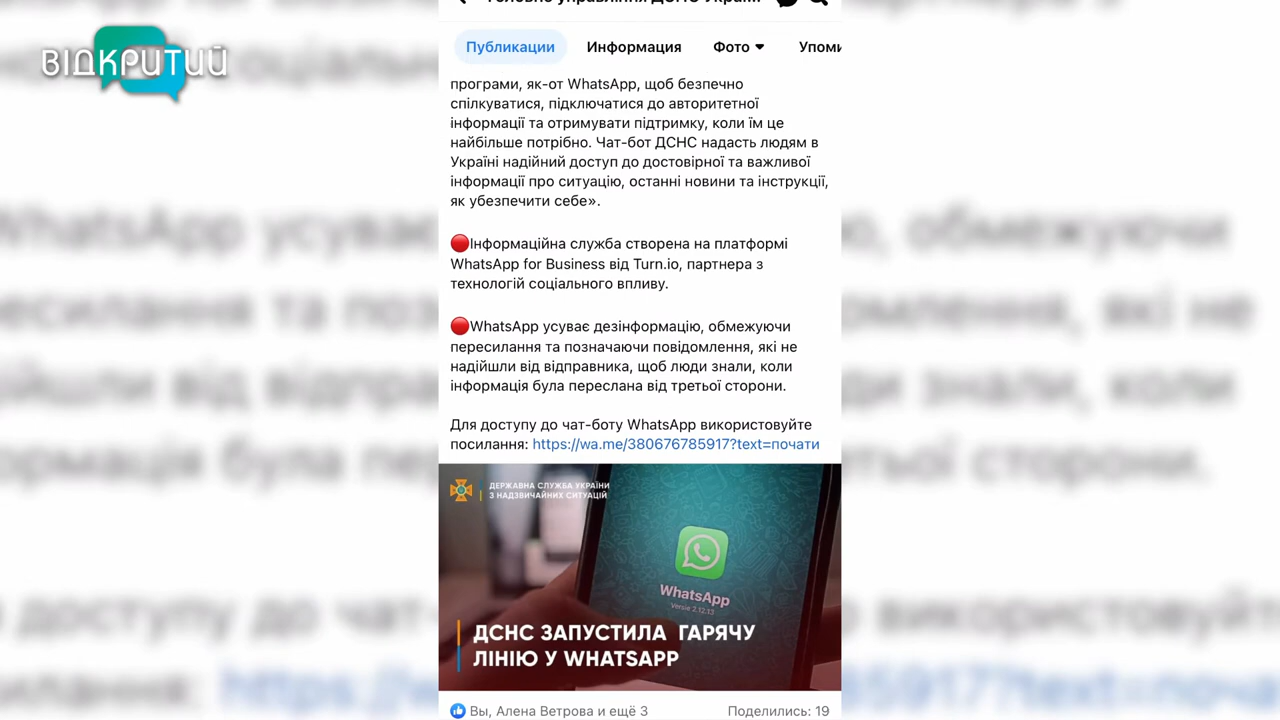 ВІДКРИТИЙ
Публикации Информация Фото Упоми
програми, як-от WhatsApp, щоб безпечно
спілкуватися, підключатися до авторитетної
інформації та отримувати підтримку, коли їм це
найбільше потрібно. Чат-бот ДСНС надасть людям в
Україні надійний доступ до достовірної та важливої
інформації про ситуацію, останні новини та інструкції,
як убезпечити себе».
🔴Інформаційна служба створена на платформі
WhatsApp for Business від Turn.io, партнера з
технологій соціального впливу.
🔴WhatsApp усуває дезінформацію, обмежуючи
пересилання та позначаючи повідомлення, які не
надійшли від відправника, щоб люди знали, коли
інформація була переслана від третьої сторони.
Для доступу до чат-боту WhatsApp використовуйте
посилання: https://wa.me/380676785917?text=почати
ДЕРЖАВНА СЛУЖБА УКРАЇНИ
З НАДЗВИЧАЙНИХ СИТУАЦІЙ
WhatsApp
Versie 2.12.13
ДСНС ЗАПУСТИЛА ГАРЯЧУ
ЛІНІЮ У WHATSAPP
Вы, Алена Ветрова и ещё 3 Поделились: 19